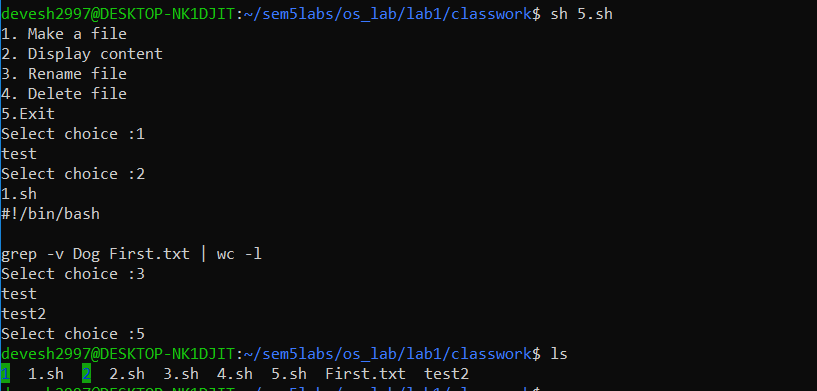 devesh2997@DESKTOP-NK1DJIT:~/sem5labs/os_lab/lab1/classwork$ sh 5.sh
1. Make a file
2. Display content
3. Rename file
4. Delete file
5.Exit
Select choice :1
test
Select choice :2
1.sh
#!/bin/bash

grep -v Dog First.txt | wc -l
Select choice :3
test
test2
Select choice :5
devesh2997@DESKTOP-NK1DJIT:~/sem5labs/os_lab/lab1/classwork$ ls
1  1.sh  2  2.sh  3.sh  4.sh  5.sh  First.txt  test2